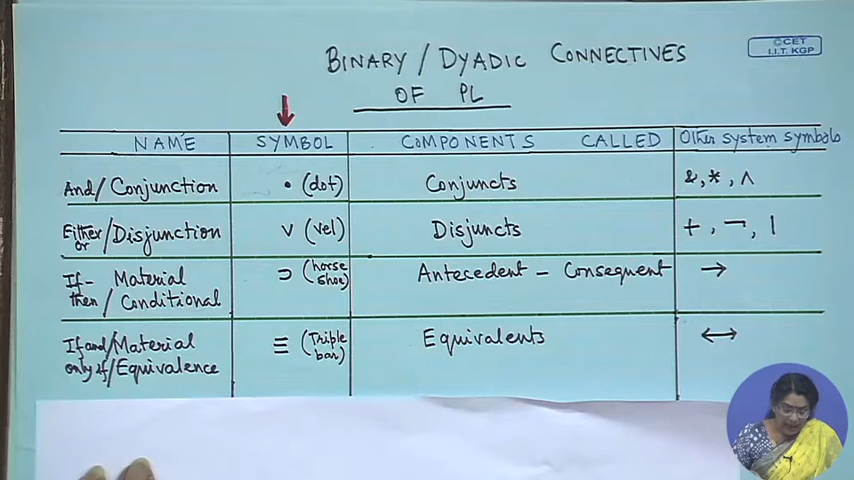 BINARY / DYADIC CONNECTIVES
OF PL
©CET
I.I.T. KGP
NAME SYMBOL COMPONENTS CALLED Other system symbols
And/Conjunction • (dot) Conjuncts &, *, ∧
Either or/Disjunction ∨ (vel) Disjuncts +, ¬, |
If- then/Material Conditional ⊃ (horse shoe) Antecedent - Consequent →
If and only if/Material Equivalence ≡ (Triple bar) Equivalents ↔